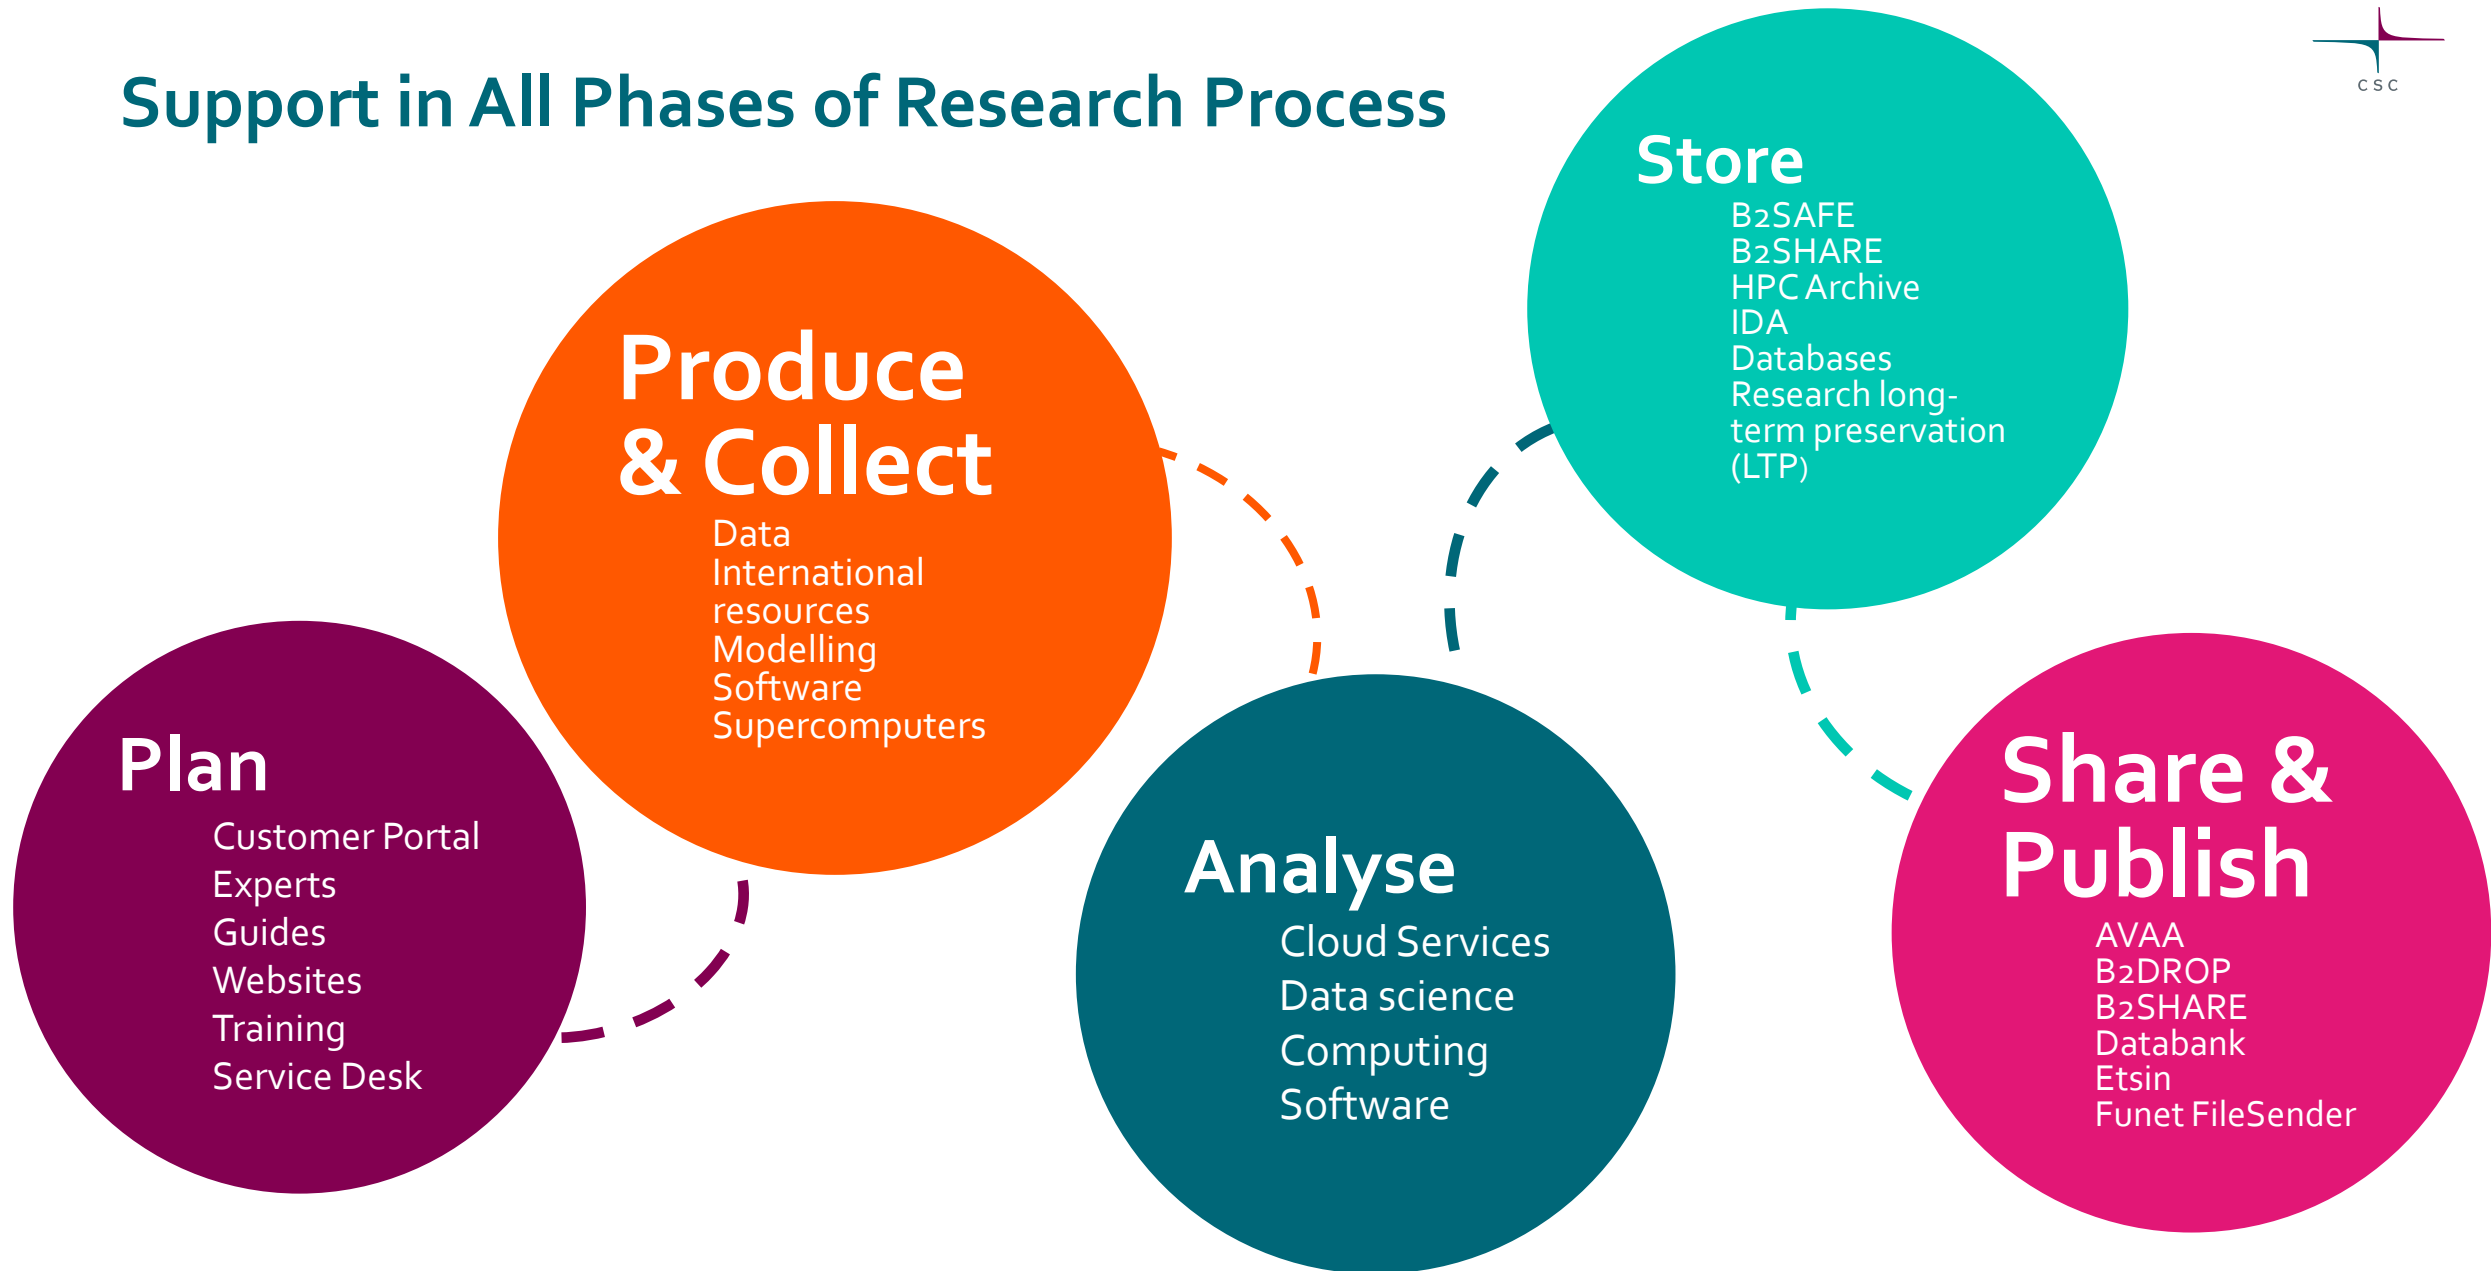 Support in All Phases of Research Process
CSC
Plan
Customer Portal
Experts
Guides
Websites
Training
Service Desk
Produce
& Collect
Data
International
resources
Modelling
Software
Supercomputers
Analyse
Cloud Services
Data science
Computing
Software
Store
B2SAFE
B2SHARE
HPC Archive
IDA
Databases
Research long-
term preservation
(LTP)
Share &
Publish
AVAA
B2DROP
B2SHARE
Databank
Etsin
Funet FileSender